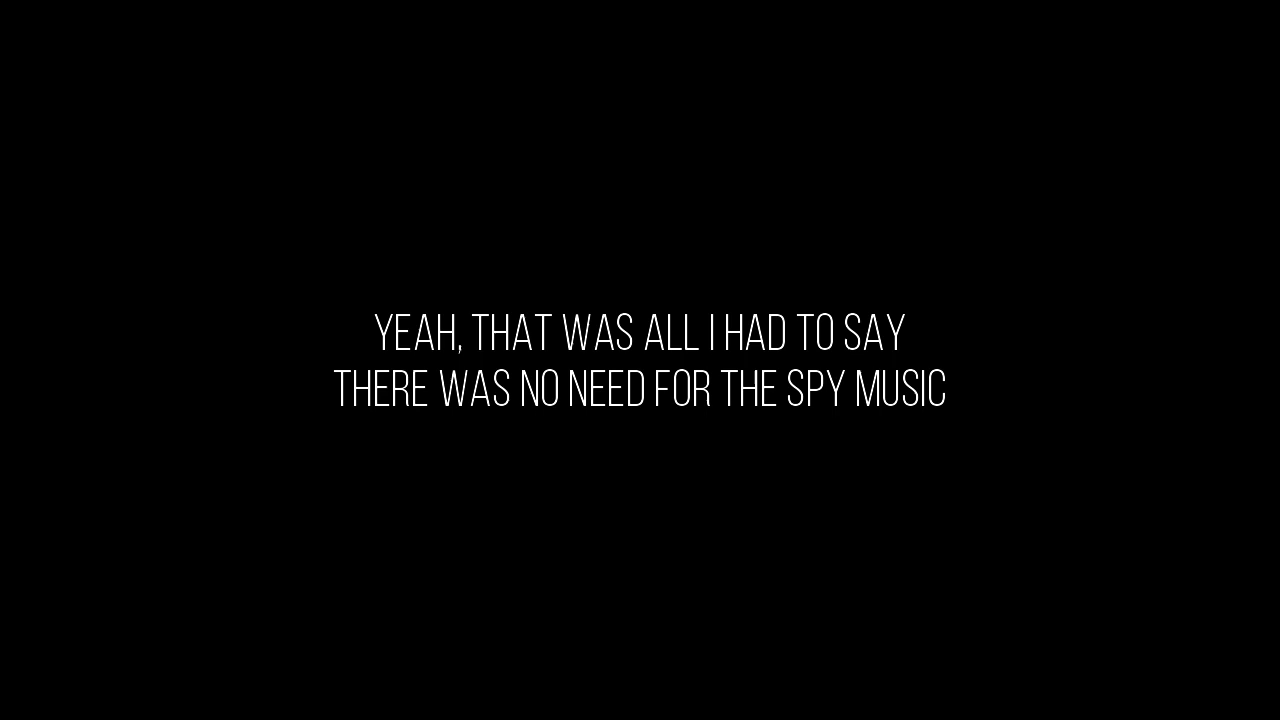 YEAH, THAT WAS ALL I HAD TO SAY
THERE WAS NO NEED FOR THE SPY MUSIC